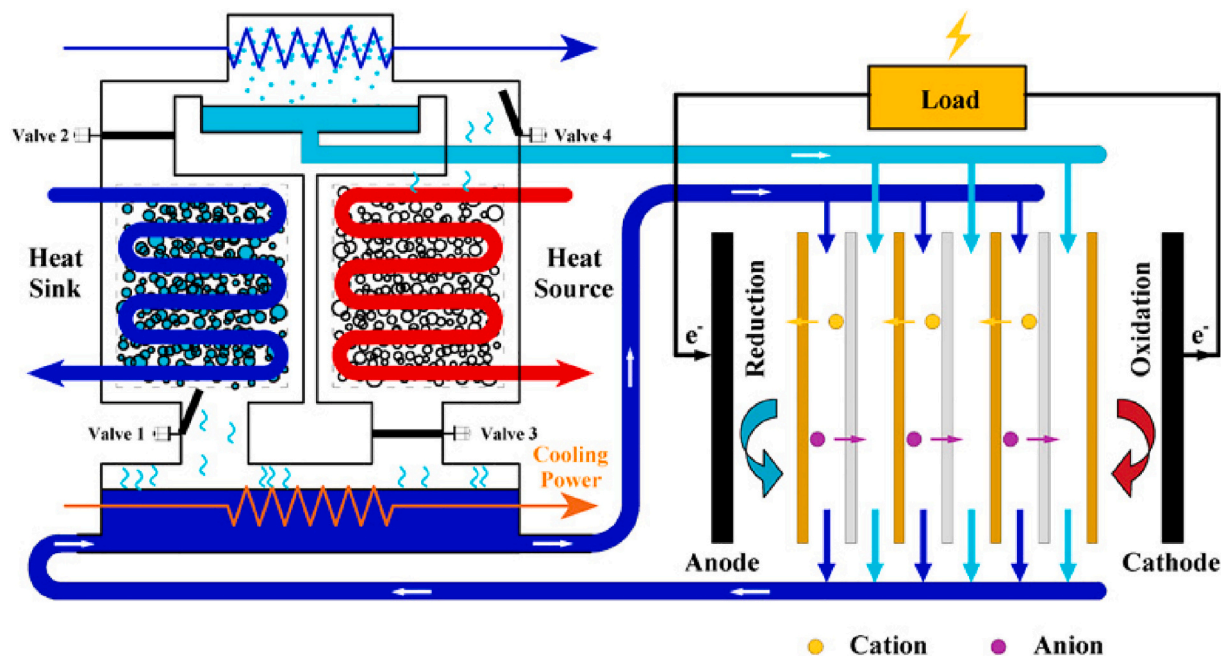 Load
Valve 2
Valve 4
Heat
Sink
Heat
Source
Reduction
Oxidation
e-
e-
Valve 1
Valve 3
Cooling
Power
Anode
Cathode
Cation
Anion